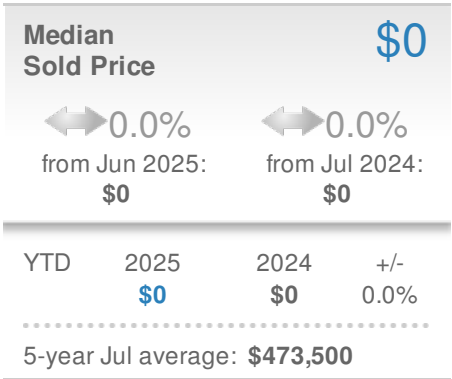 Median
Sold Price
$0
0.0%
0.0%
from Jun 2025:
from Jul 2024:
$0
$0
YTD 2025 2024 +/-
$0 $0 0.0%
5-year Jul average: $473,500